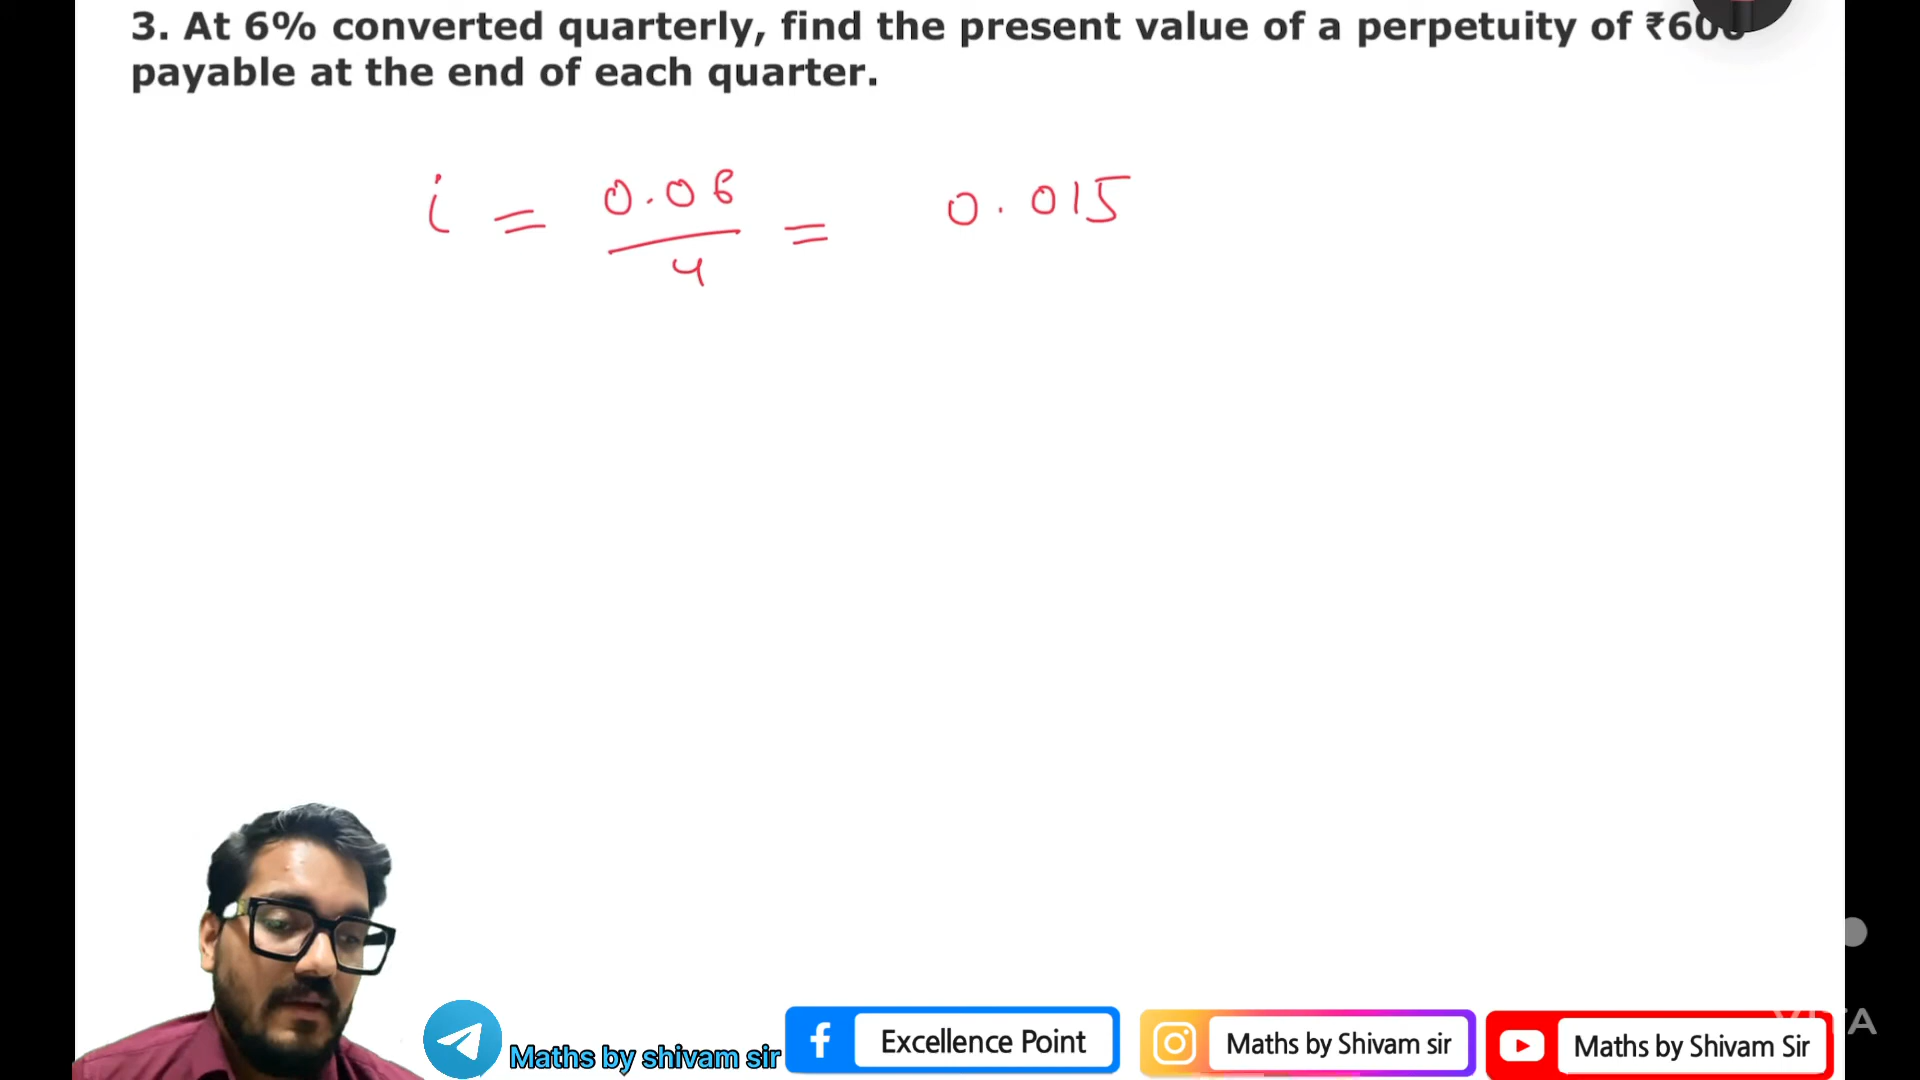 3. At 6% converted quarterly, find the present value of a perpetuity of ₹600
payable at the end of each quarter.
i = 0.06/4 = 0.015
Maths by shivam sir
Excellence Point
Maths by Shivam sir
Maths by Shivam Sir
VITA